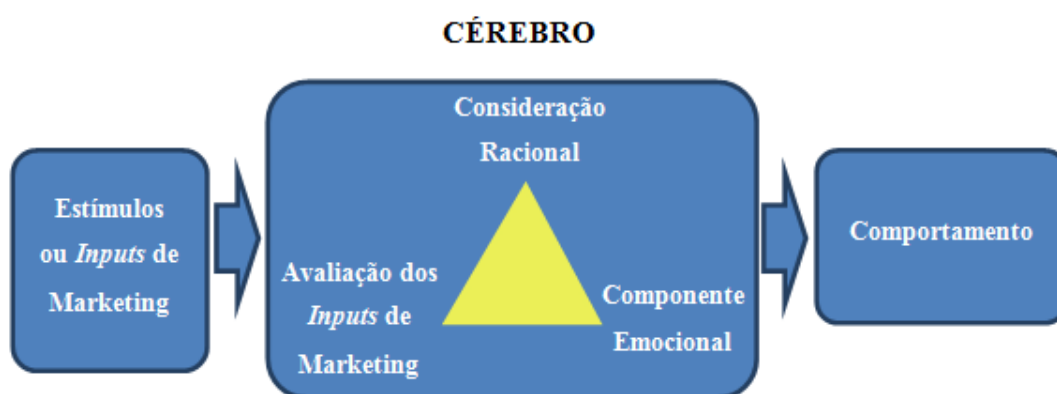 CÉREBRO
Estímulos
ou Inputs de
Marketing
Consideração
Racional
Avaliação dos
Inputs de
Marketing
Componente
Emocional
Comportamento